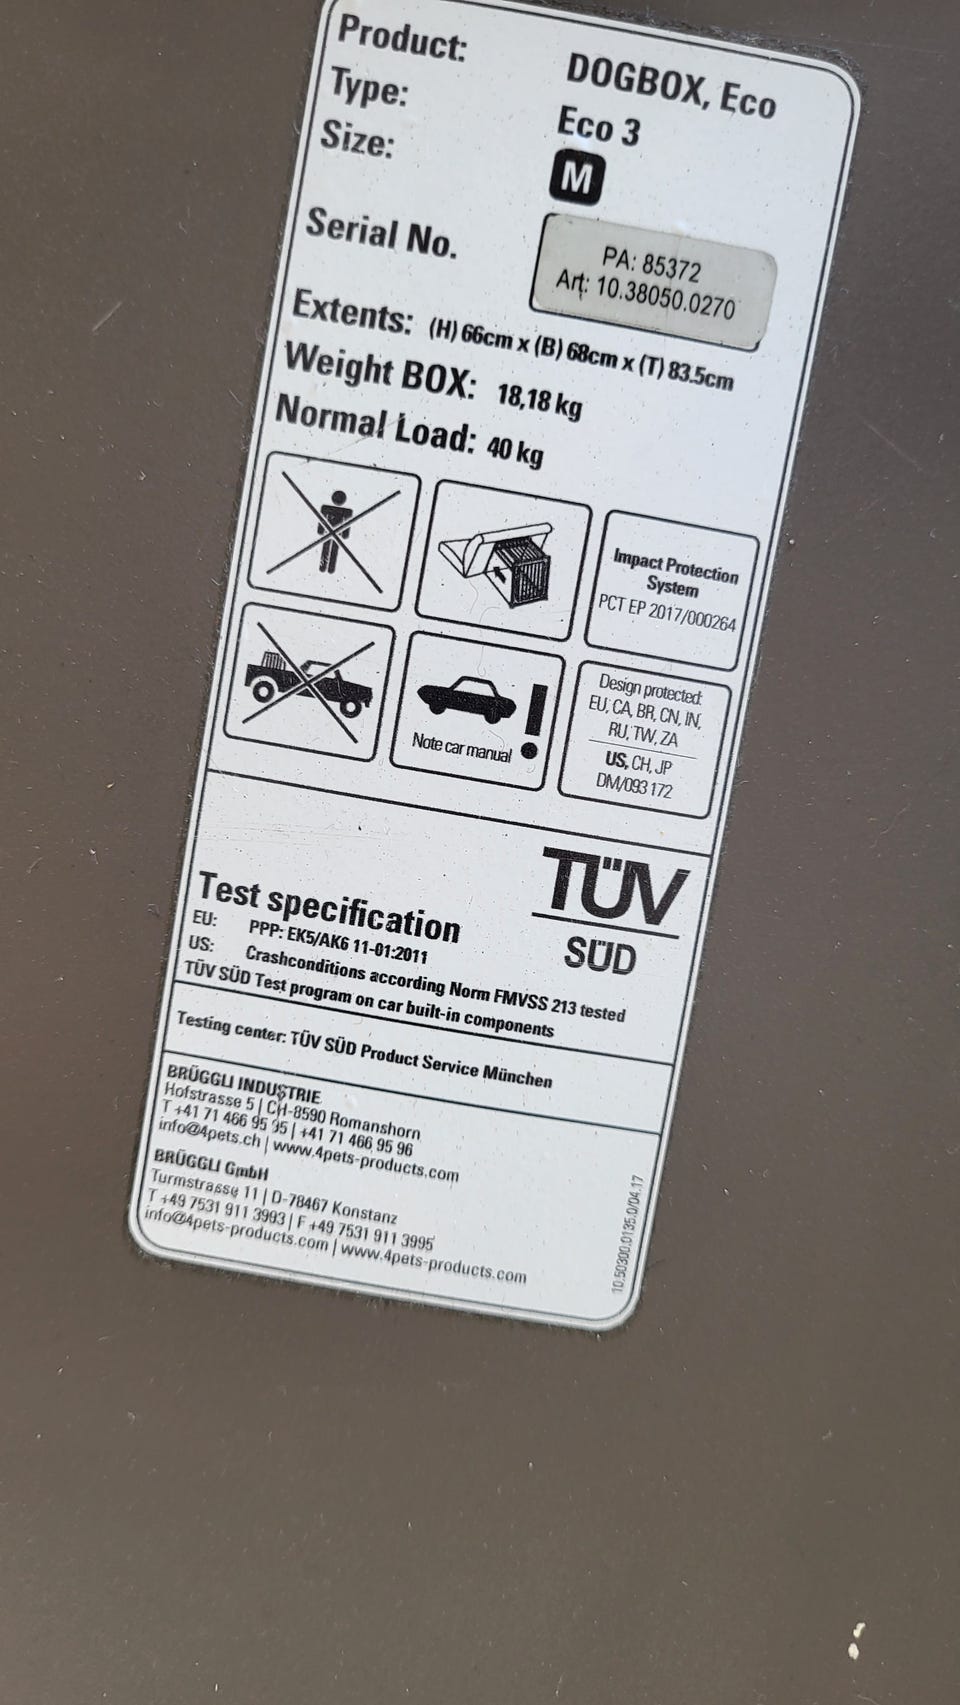 Product: DOGBOX, Eco
Type: Eco 3
Size: M
Serial No. PA: 85372
Art: 10.38050.0270
Extents: (H) 66cm x (B) 68cm x (T) 83.5cm
Weight BOX: 18,18 kg
Normal Load: 40 kg
Impact Protection
System
PCT EP 2017/000264
Note car manual
Design protected:
EU, CA, BR, CN, IN,
RU, TW, ZA
US, CH, JP
DM/093 172
TÜV
SÜD
Test specification
EU: PPP: EK5/AK6 11-01:2011
US: Crashconditions according Norm FMVSS 213 tested
TÜV SÜD Test program on car built-in components
Testing center: TÜV SÜD Product Service München
BRÜGGLI INDUSTRIE
Hofstrasse 5 | CH-8590 Romanshorn
T +41 71 466 95 95 | +41 71 466 95 96
info@4pets.ch | www.4pets-products.com
BRÜGGLI GmbH
Turmstrasse 11 | D-78467 Konstanz
T +49 7531 911 3993 | F +49 7531 911 3995
info@4pets-products.com | www.4pets-products.com
10.50300.0135.0/04.17